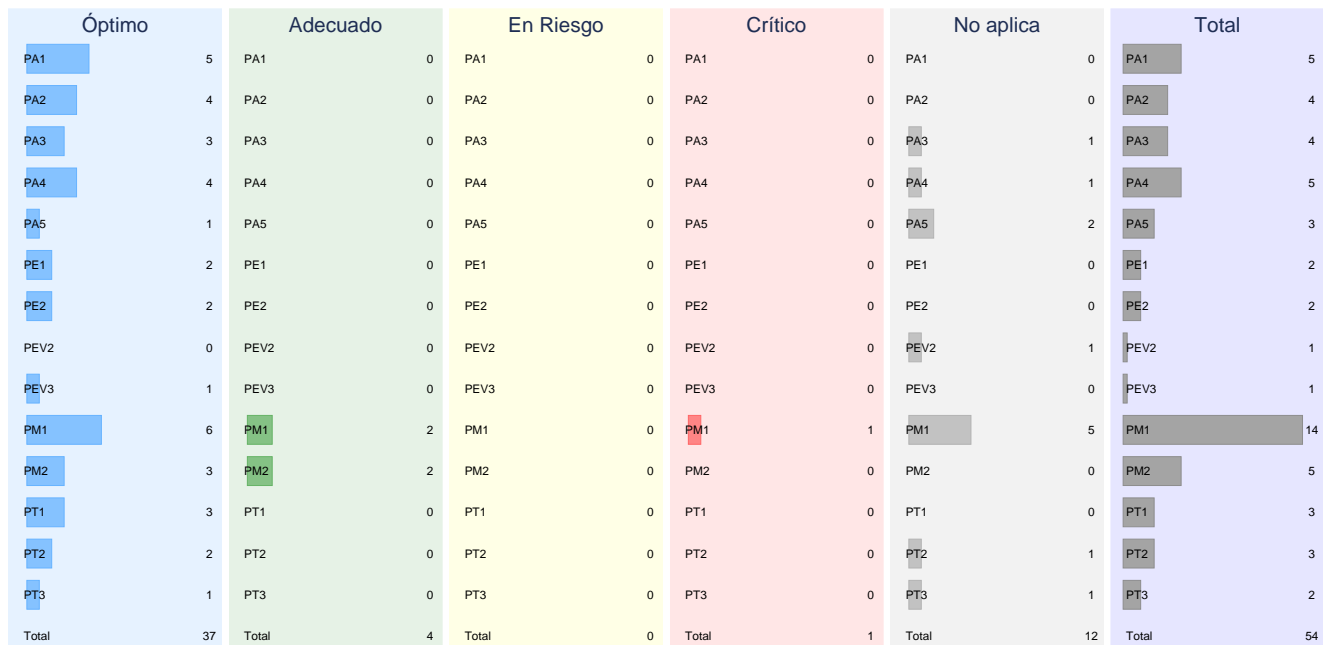 Óptimo Adecuado En Riesgo Crítico No aplica Total
PA1 5 PA1 0 PA1 0 PA1 0 PA1 0 PA1 5
PA2 4 PA2 0 PA2 0 PA2 0 PA2 0 PA2 4
PA3 3 PA3 0 PA3 0 PA3 0 PA3 1 PA3 4
PA4 4 PA4 0 PA4 0 PA4 0 PA4 1 PA4 5
PA5 1 PA5 0 PA5 0 PA5 0 PA5 2 PA5 3
PE1 2 PE1 0 PE1 0 PE1 0 PE1 0 PE1 2
PE2 2 PE2 0 PE2 0 PE2 0 PE2 0 PE2 2
PEV2 0 PEV2 0 PEV2 0 PEV2 0 PEV2 1 PEV2 1
PEV3 1 PEV3 0 PEV3 0 PEV3 0 PEV3 0 PEV3 1
PM1 6 PM1 2 PM1 0 PM1 1 PM1 5 PM1 14
PM2 3 PM2 2 PM2 0 PM2 0 PM2 0 PM2 5
PT1 3 PT1 0 PT1 0 PT1 0 PT1 0 PT1 3
PT2 2 PT2 0 PT2 0 PT2 0 PT2 1 PT2 3
PT3 1 PT3 0 PT3 0 PT3 0 PT3 1 PT3 2
Total 37 Total 4 Total 0 Total 1 Total 12 Total 54